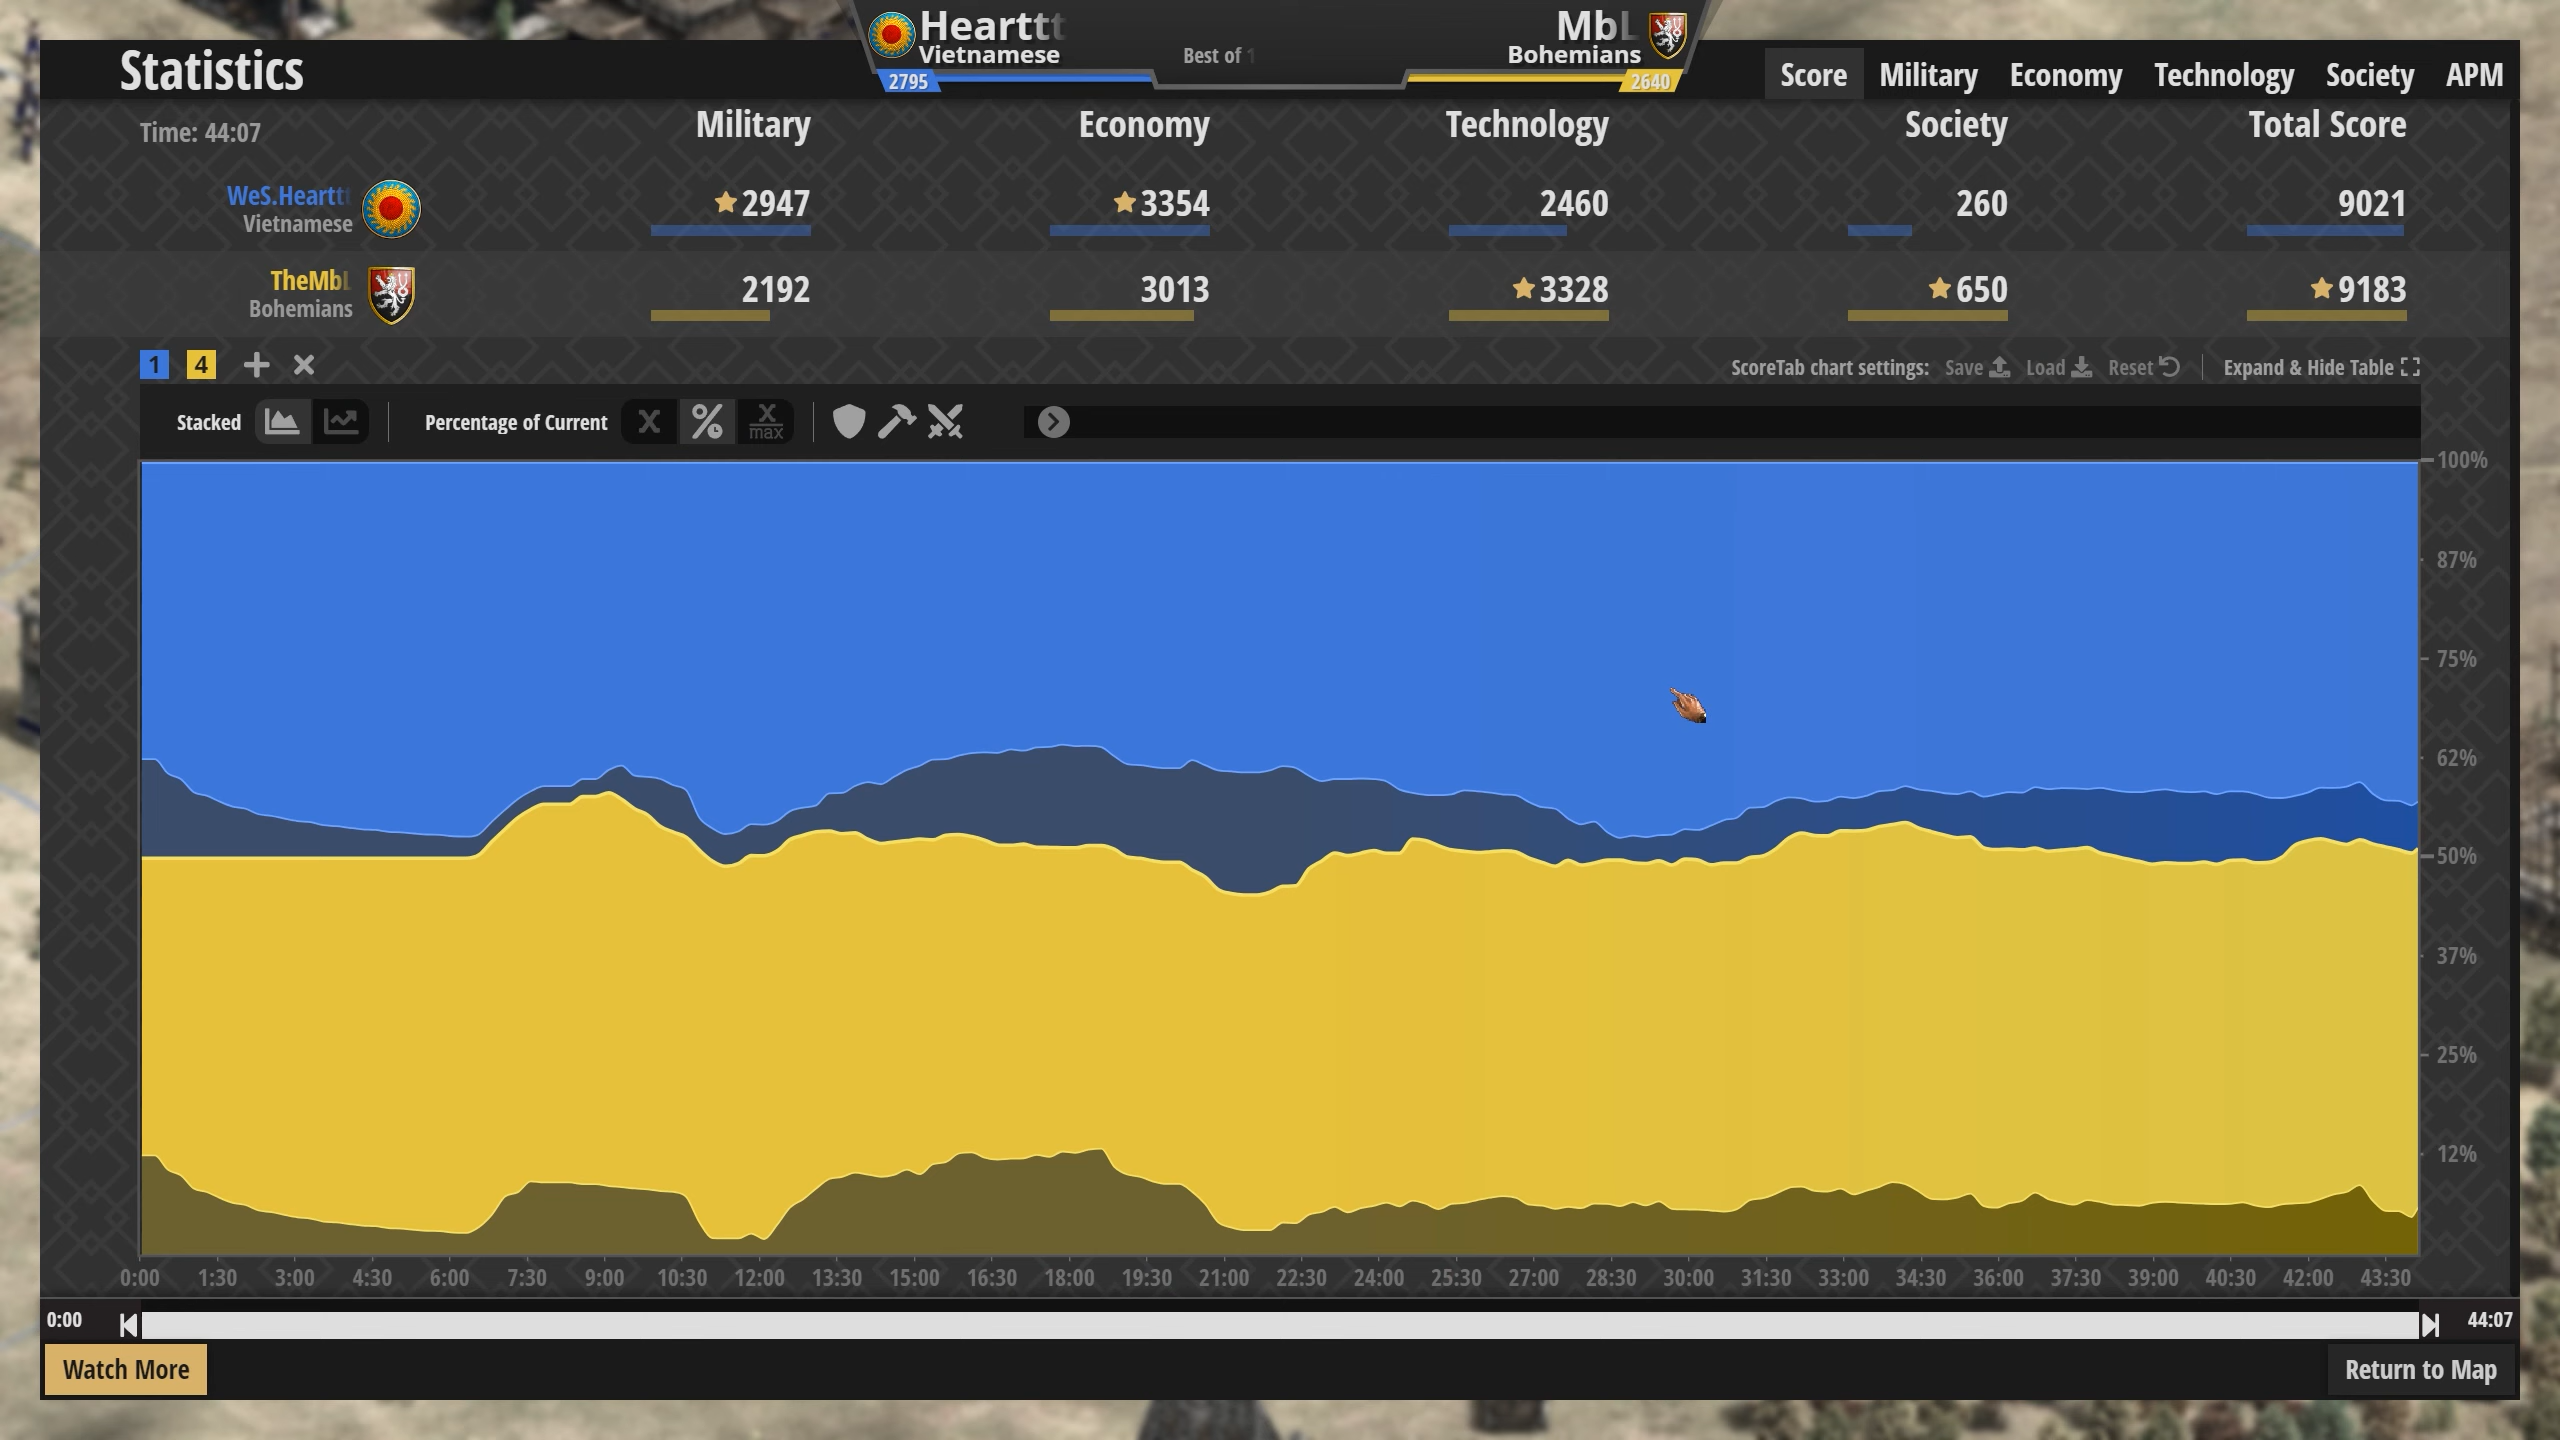 Hearttt
Vietnamese
2795
Best of 1
MbL
Bohemians
2640
Statistics
Score Military Economy Technology Society APM
Time: 44:07
Military Economy Technology Society Total Score
WeS.Hearttt
Vietnamese
2947 3354 2460 260 9021
TheMbL
Bohemians
2192 3013 3328 650 9183
1 4
ScoreTab chart settings: Save Load Reset Expand & Hide Table
Stacked Percentage of Current X % X max
100%
87%
75%
62%
50%
37%
25%
12%
0:00 1:30 3:00 4:30 6:00 7:30 9:00 10:30 12:00 13:30 15:00 16:30 18:00 19:30 21:00 22:30 24:00 25:30 27:00 28:30 30:00 31:30 33:00 34:30 36:00 37:30 39:00 40:30 42:00 43:30
0:00 44:07
Watch More Return to Map